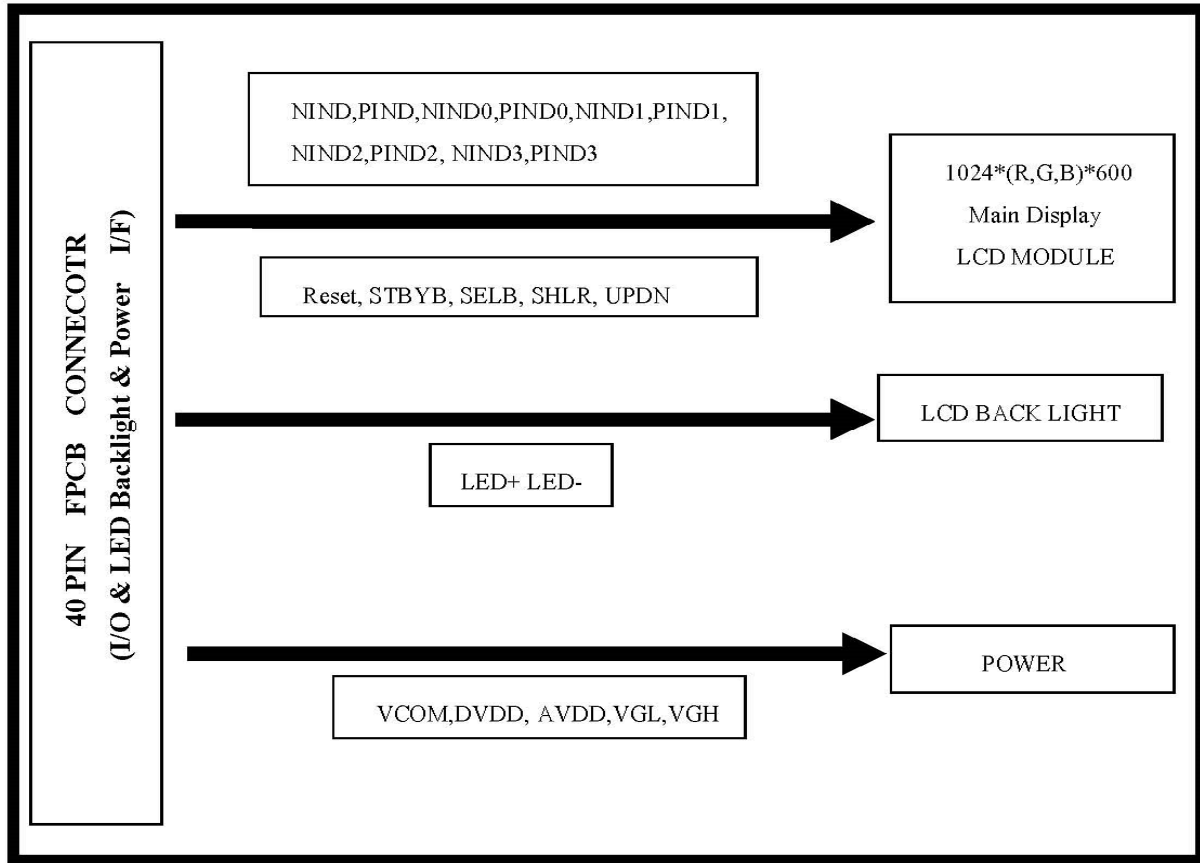 40 PIN FPCB CONNECOTR
(I/O & LED Backlight & Power I/F)
NIND,PIND,NIND0,PIND0,NIND1,PIND1,
NIND2,PIND2, NIND3,PIND3
Reset, STBYB, SELB, SHLR, UPDN
1024*(R,G,B)*600
Main Display
LCD MODULE
LED+ LED-
LCD BACK LIGHT
VCOM,DVDD, AVDD,VGL,VGH
POWER